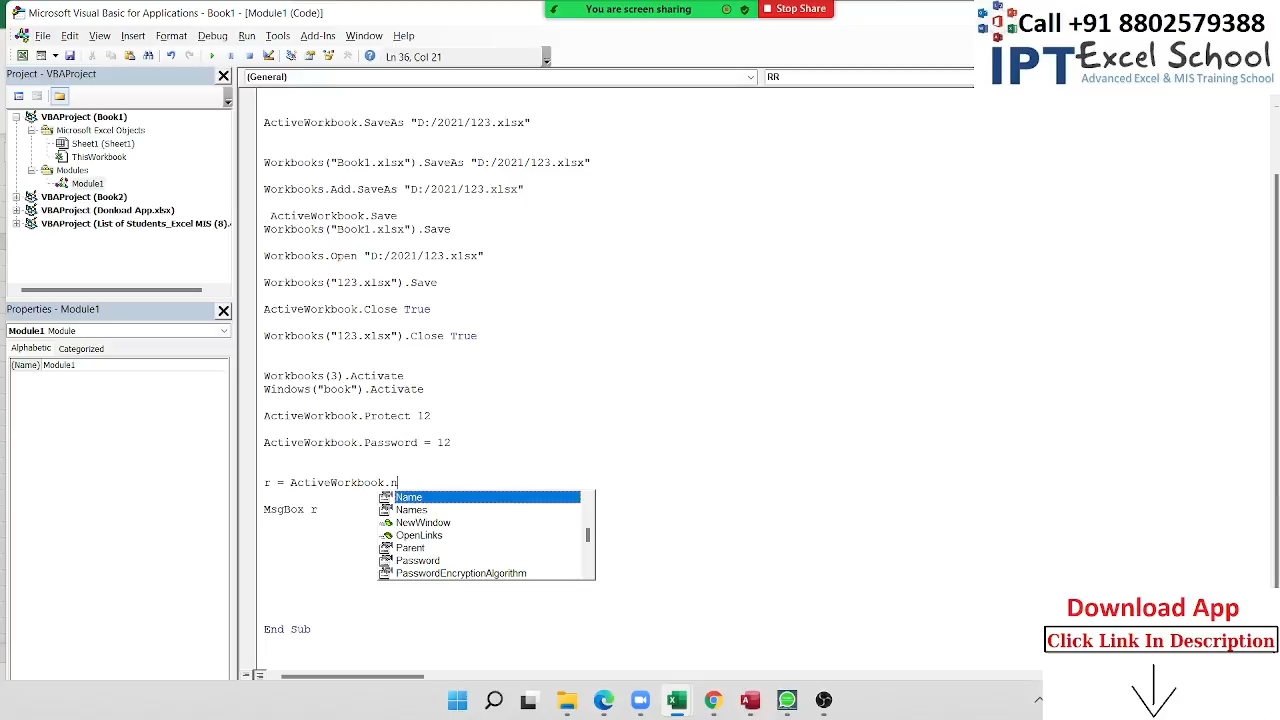 Microsoft Visual Basic for Applications - Book1 - [Module1 (Code)]
You are screen sharing
Stop Share
Call +91 8802579388
IPT Excel School
Advanced Excel & MIS Training School
File Edit View Insert Format Debug Run Tools Add-Ins Window Help
Ln 36, Col 21
Project - VBAProject
(General)
RR
VBAProject (Book1)
Microsoft Excel Objects
Sheet1 (Sheet1)
ThisWorkbook
Modules
Module1
VBAProject (Book2)
VBAProject (Donload App.xlsx)
VBAProject (List of Students_Excel MIS (8).
Properties - Module1
Module1 Module
Alphabetic Categorized
(Name) Module1
ActiveWorkbook.SaveAs "D:/2021/123.xlsx"
Workbooks("Book1.xlsx").SaveAs "D:/2021/123.xlsx"
Workbooks.Add.SaveAs "D:/2021/123.xlsx"
ActiveWorkbook.Save
Workbooks("Book1.xlsx").Save
Workbooks.Open "D:/2021/123.xlsx"
Workbooks("123.xlsx").Save
ActiveWorkbook.Close True
Workbooks("123.xlsx").Close True
Workbooks(3).Activate
Windows("book").Activate
ActiveWorkbook.Protect 12
ActiveWorkbook.Password = 12
r = ActiveWorkbook.n
Name
Names
NewWindow
OpenLinks
Parent
Password
PasswordEncryptionAlgorithm
MsgBox r
End Sub
Download App
Click Link In Description